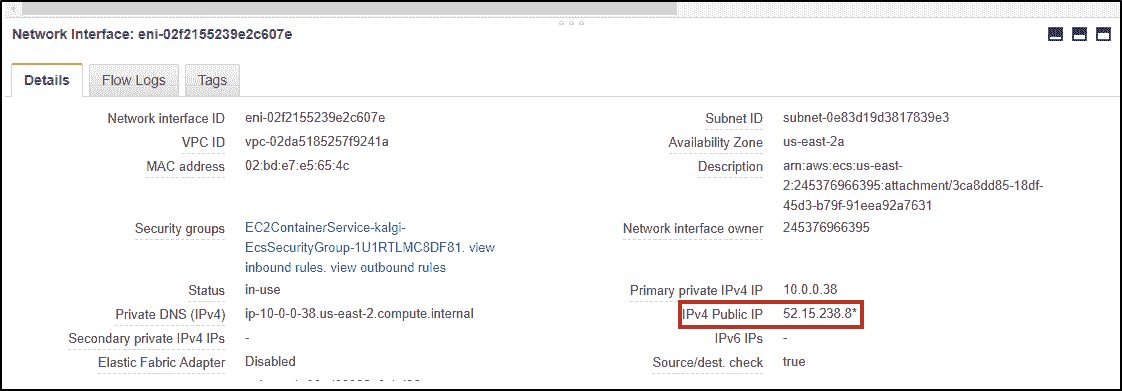 Network Interface: eni-02f2155239e2c607e
Details Flow Logs Tags
Network interface ID eni-02f2155239e2c607e Subnet ID subnet-0e83d19d3817839e3
VPC ID vpc-02da5185257f9241a Availability Zone us-east-2a
MAC address 02:bd:e7:e5:65:4c Description arn:aws:ecs:us-east-
2:245376966395:attachment/3ca8dd85-18df-
45d3-b79f-91eea92a7631
Security groups EC2ContainerService-kalgi- Network interface owner 245376966395
EcsSecurityGroup-1U1RTLMC8DF81. view
inbound rules. view outbound rules
Status in-use Primary private IPv4 IP 10.0.0.38
Private DNS (IPv4) ip-10-0-0-38.us-east-2.compute.internal IPv4 Public IP 52.15.238.8*
Secondary private IPv4 IPs - IPv6 IPs -
Elastic Fabric Adapter Disabled Source/dest. check true